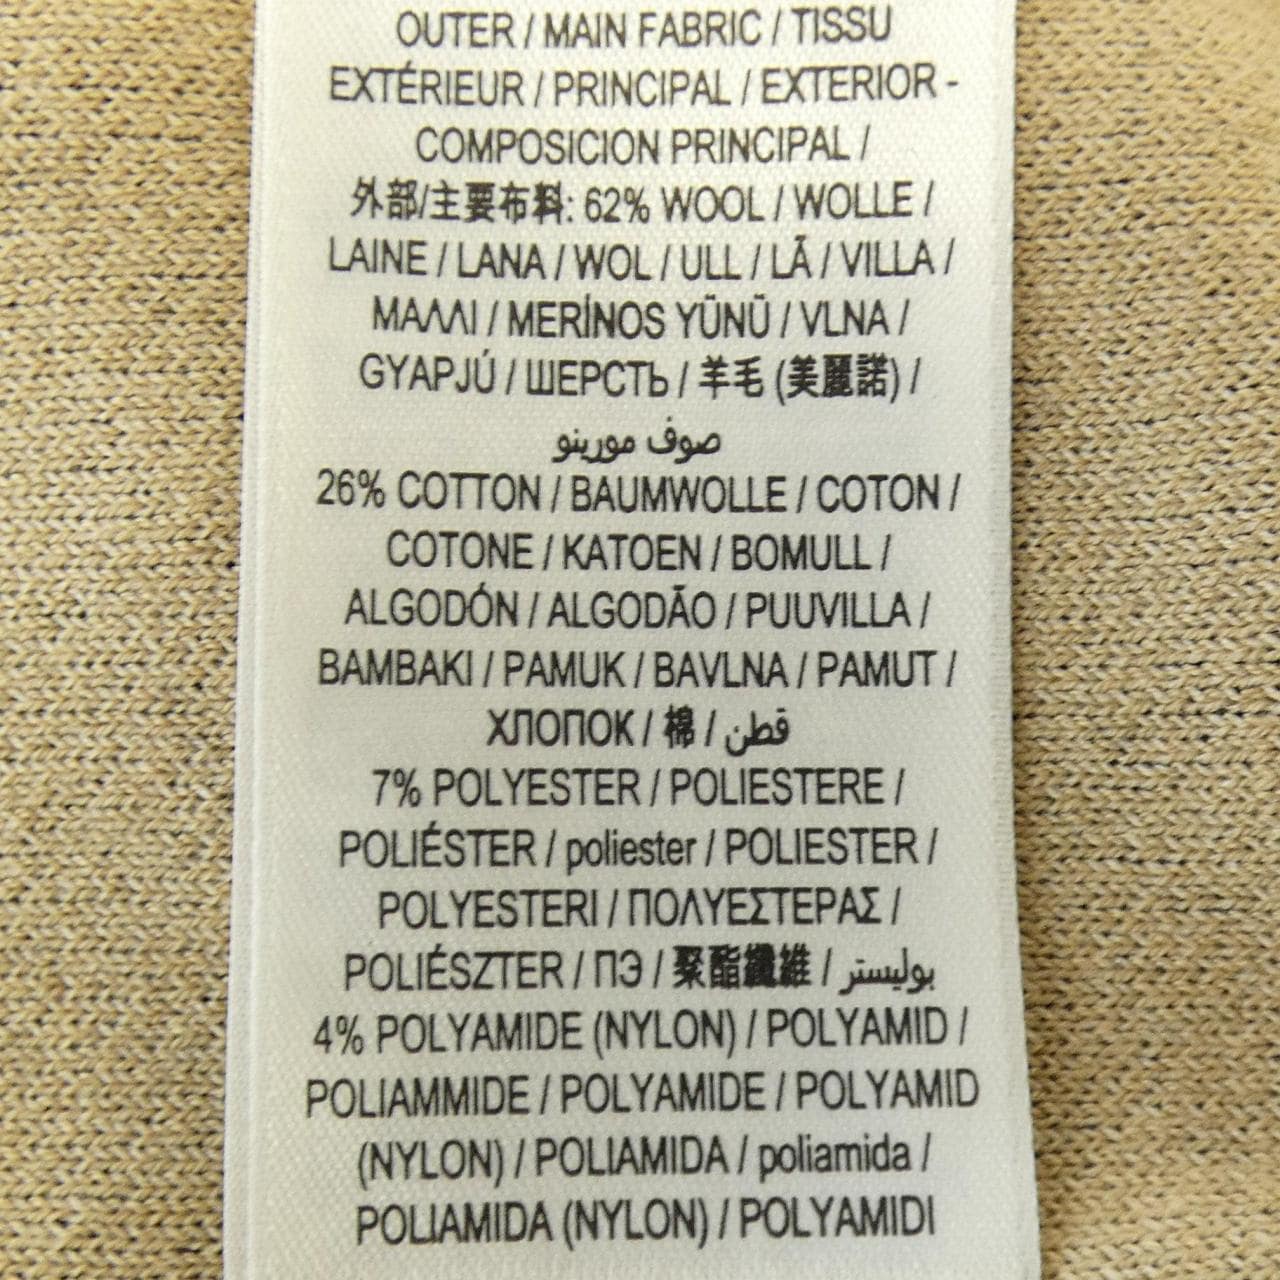 OUTER / MAIN FABRIC / TISSU
EXTÉRIEUR / PRINCIPAL / EXTERIOR -
COMPOSICION PRINCIPAL /
外部/主要布料: 62% WOOL / WOLLE /
LAINE / LANA / WOL / ULL / LÃ / VILLA /
ΜΑΛΛΙ / MERİNOS YŪNŪ / VLNA /
GYAPJÚ / ШЕРСТЬ / 羊毛 (美麗諾) /
صوف مورينو
26% COTTON / BAUMWOLLE / COTON /
COTONE / KATOEN / BOMULL /
ALGODÓN / ALGODÃO / PUUVILLA /
BAMBAKI / PAMUK / BAVLNA / PAMUT /
ХЛОПОК / 棉 / قطن
7% POLYESTER / POLIESTERE /
POLIÉSTER / poliester / POLIESTER /
POLYESTERI / ΠΟΛΥΕΣΤΕΡΑΣ /
POLIÉSZTER / ПЭ / 聚酯纖維 / بوليستر
4% POLYAMIDE (NYLON) / POLYAMID /
POLIAMMIDE / POLYAMIDE / POLYAMID
(NYLON) / POLIAMIDA / poliamida /
POLIAMIDA (NYLON) / POLYAMIDI